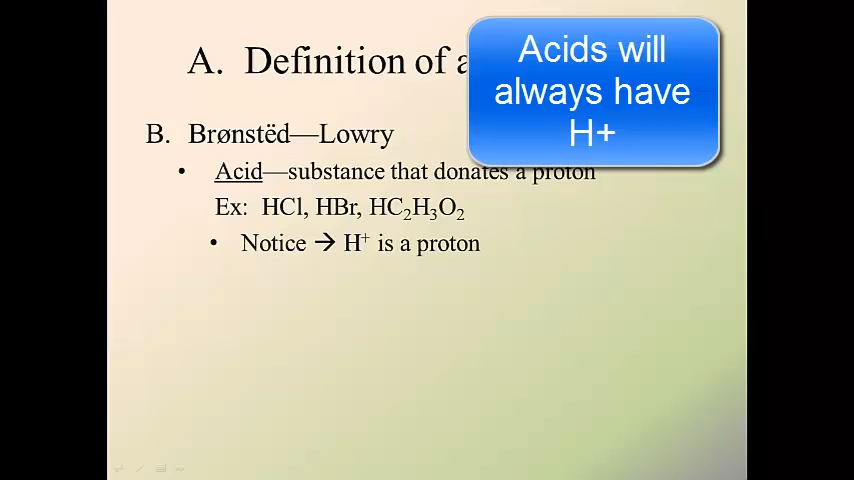 A. Definition of a
Acids will
always have
H+
B. Brønstëd—Lowry
• Acid—substance that donates a proton
Ex: HCl, HBr, HC₂H₃O₂
• Notice → H⁺ is a proton